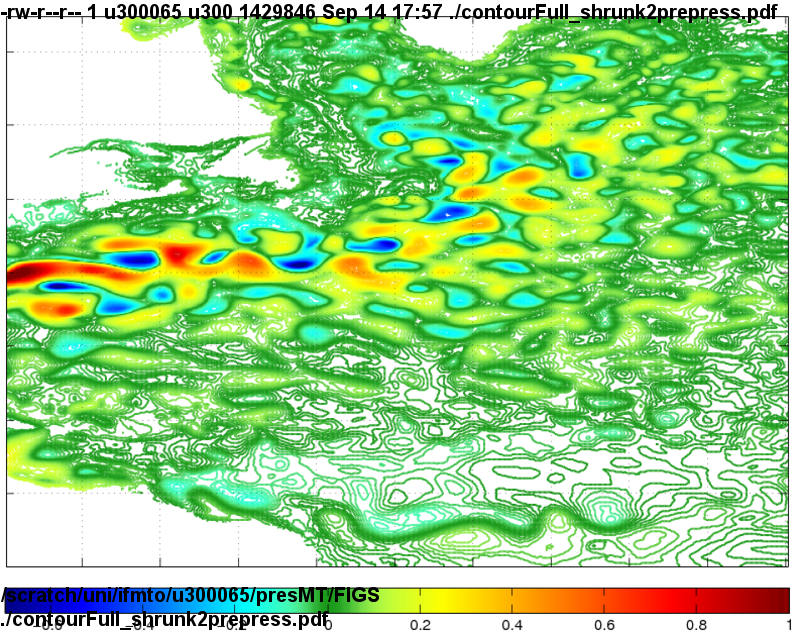 -rw-r--r-- 1 u300065 u300 1429846 Sep 14 17:57 ./contourFull_shrunk2prepress.pdf
/scratch/uni/ifmto/u300065/presMT/FIGS
./contourFull_shrunk2prepress.pdf
0 0.2 0.4 0.6 0.8 1